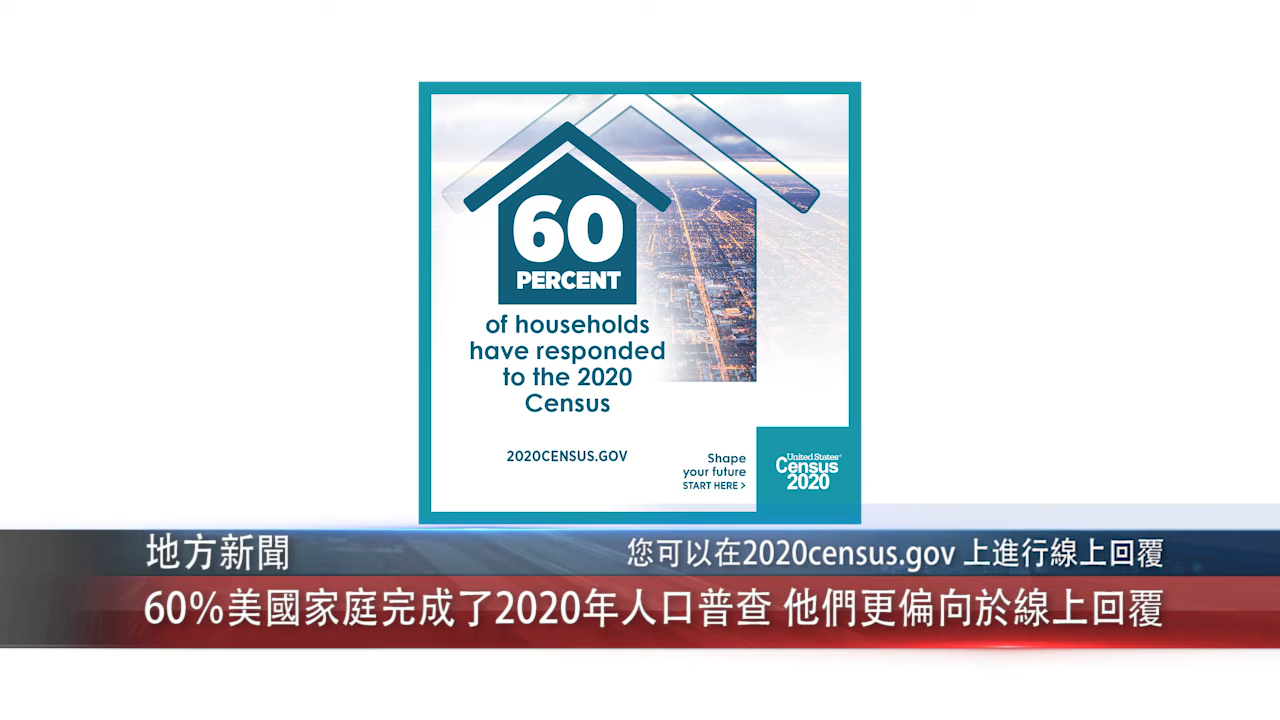 60
PERCENT
of households
have responded
to the 2020
Census
2020CENSUS.GOV
Shape
your future
START HERE >
United States®
Census
2020
地方新聞
您可以在2020census.gov 上進行線上回覆
60%美國家庭完成了2020年人口普查 他們更偏向於線上回覆